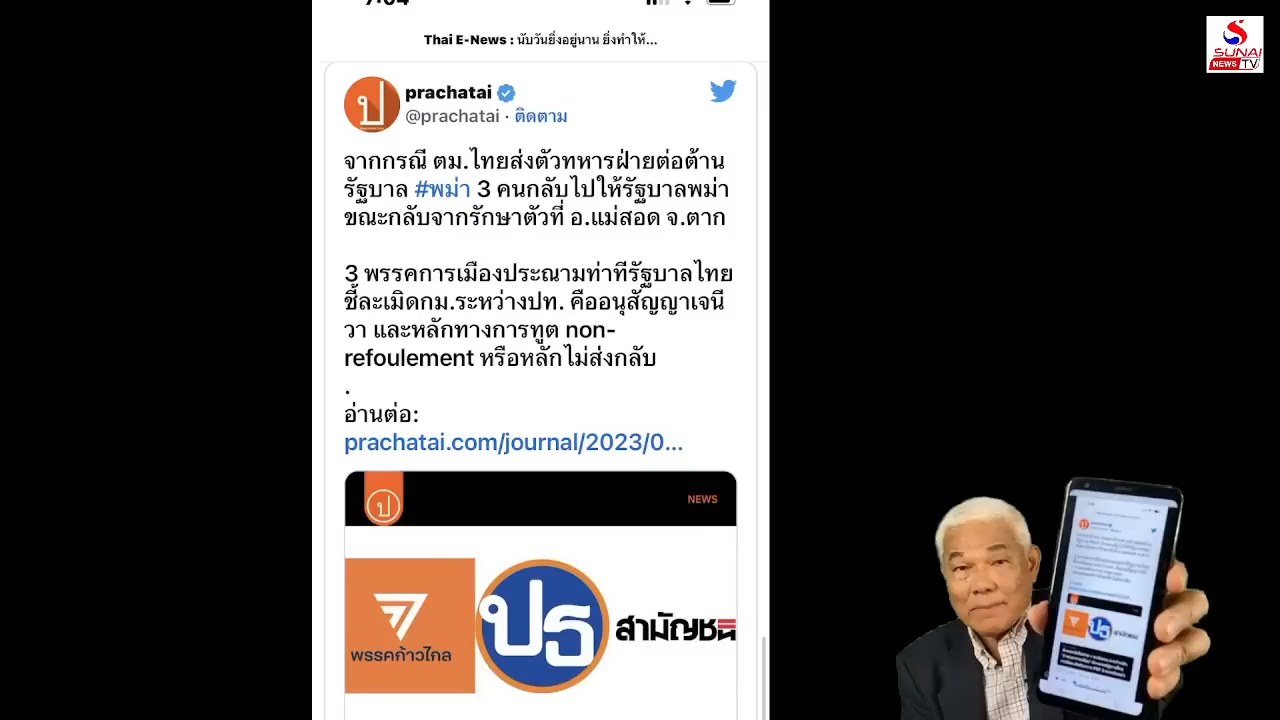 Thai E-News : นับวันยิ่งอยู่นาน ยิ่งทำให้...
SUNAI
NEWS TV
prachatai
@prachatai · ติดตาม
จากกรณี ตม.ไทยส่งตัวทหารฝ่ายต่อต้าน
รัฐบาล #พม่า 3 คนกลับไปให้รัฐบาลพม่า
ขณะกลับจากรักษาตัวที่ อ.แม่สอด จ.ตาก
3 พรรคการเมืองประณามท่าทีรัฐบาลไทย
ชี้ละเมิดกม.ระหว่างปท. คืออนุสัญญาเจนี
วา และหลักทางการทูต non-
refoulement หรือหลักไม่ส่งกลับ
.
อ่านต่อ:
prachatai.com/journal/2023/0...
ป
NEWS
พรรคก้าวไกล
ปธ
สามัญชน